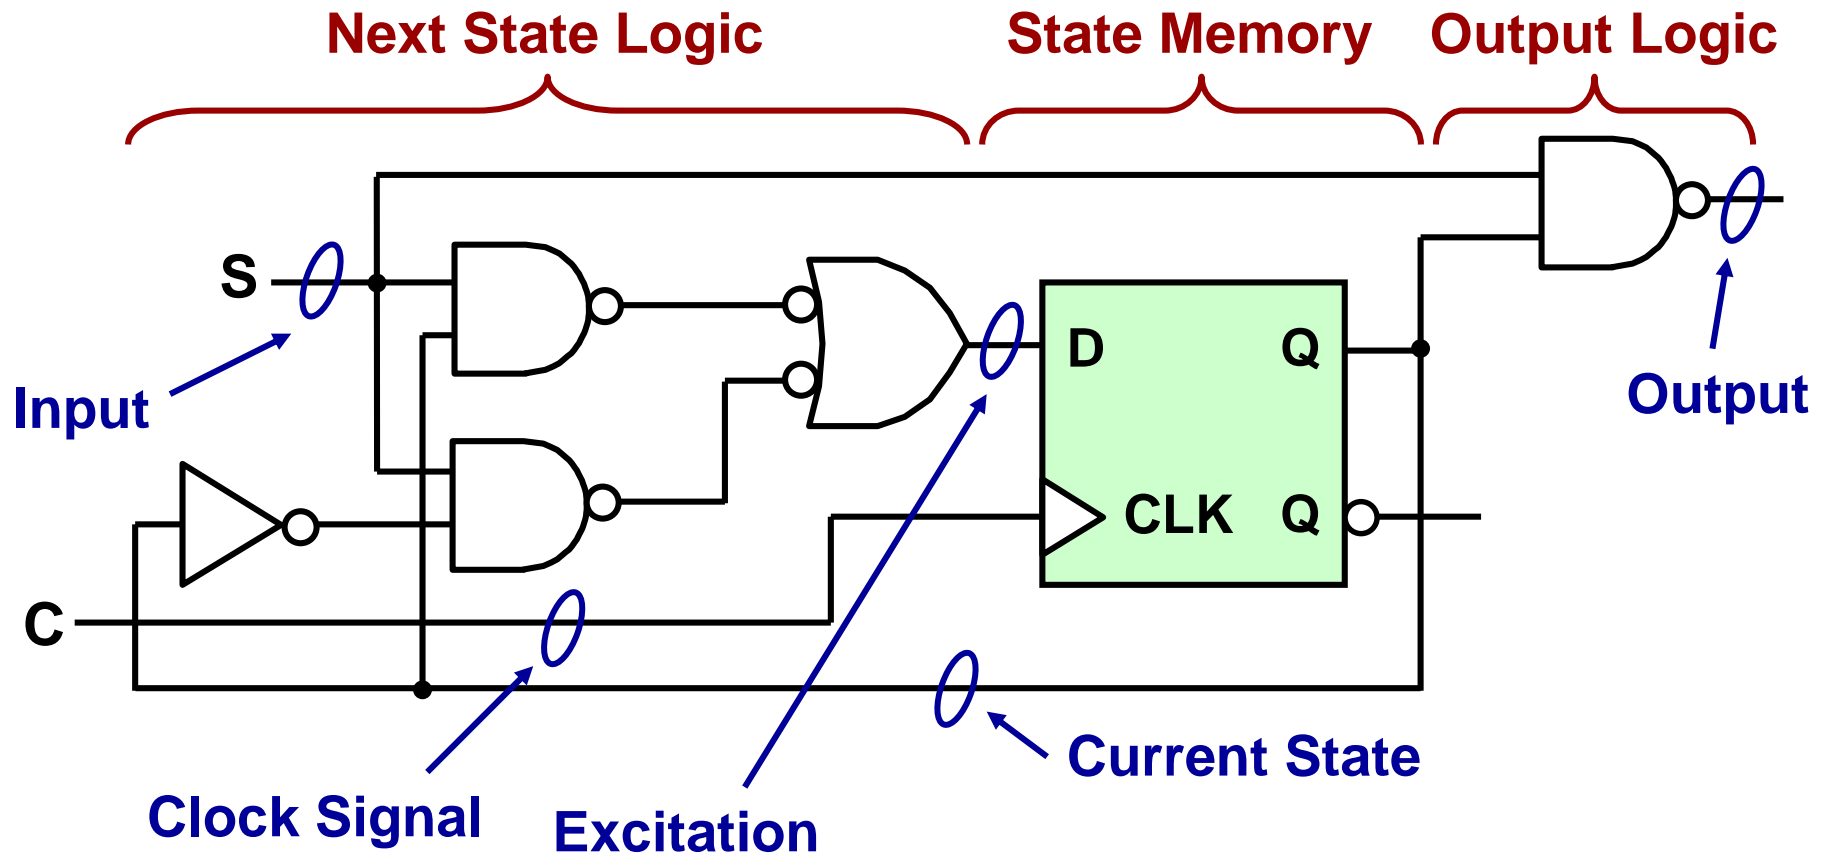 Next State Logic
State Memory
Output Logic
S
Input
D
Q
Output
CLK
Q
C
Current State
Clock Signal
Excitation